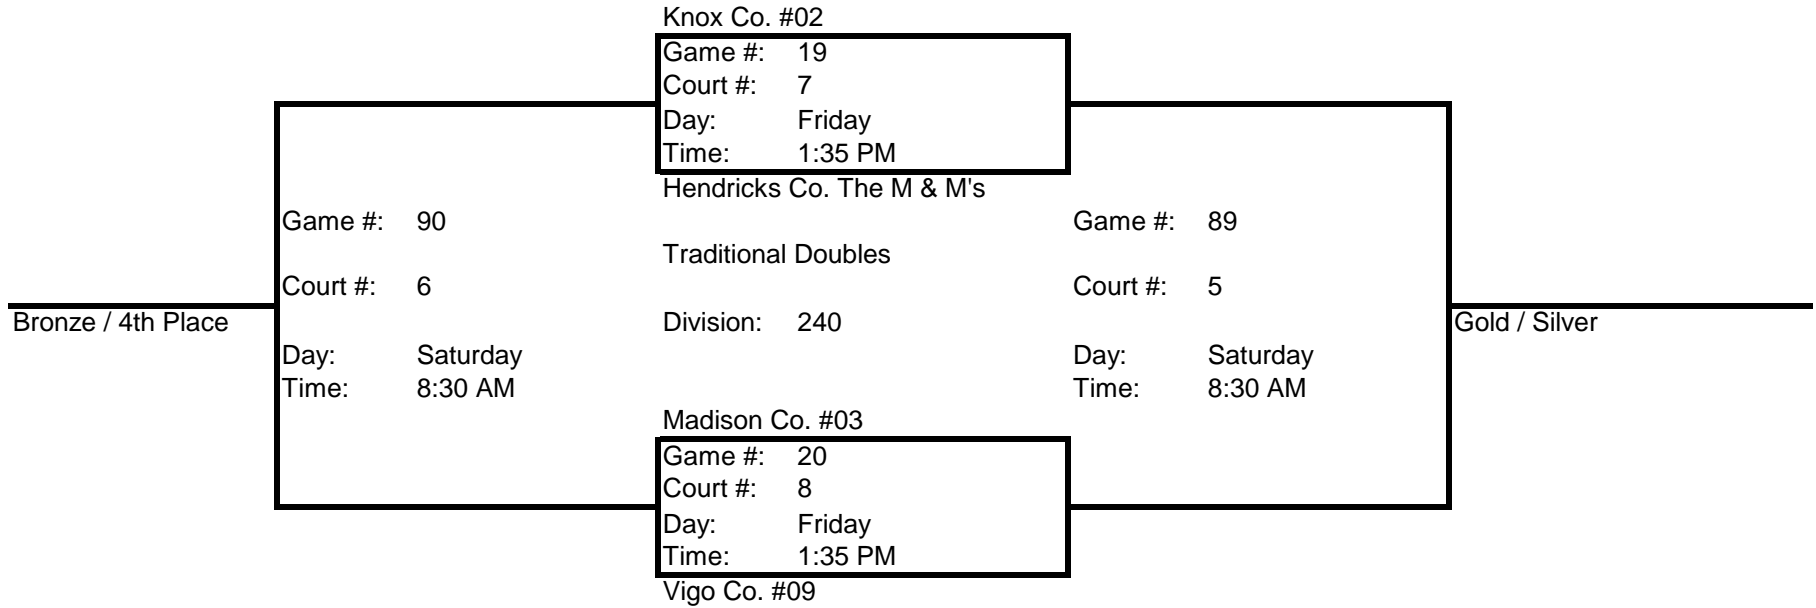 Knox Co. #02
Game #: 19
Court #: 7
Day: Friday
Time: 1:35 PM
Hendricks Co. The M & M's
Game #: 90
Game #: 89
Traditional Doubles
Court #: 6
Court #: 5
Bronze / 4th Place
Division: 240
Gold / Silver
Day: Saturday
Day: Saturday
Time: 8:30 AM
Time: 8:30 AM
Madison Co. #03
Game #: 20
Court #: 8
Day: Friday
Time: 1:35 PM
Vigo Co. #09